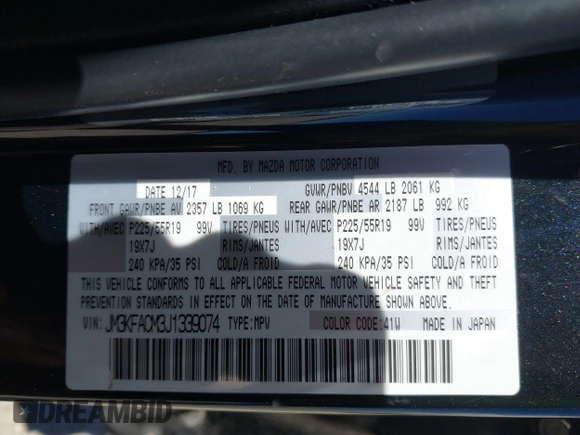 MFD. BY MAZDA MOTOR CORPORATION
DATE 12/17 GVWR/PNBV 4544 LB 2061 KG
FRONT GAWR/PNBE AV 2357 LB 1069 KG REAR GAWR/PNBE AR 2187 LB 992 KG
WITH/AVEC P225/55R19 99V TIRES/PNEUS WITH/AVEC P225/55R19 99V TIRES/PNEUS
19X7J RIMS/JANTES 19X7J RIMS/JANTES
240 KPA/35 PSI COLD/A FROID 240 KPA/35 PSI COLD/A FROID
THIS VEHICLE CONFORMS TO ALL APPLICABLE FEDERAL MOTOR VEHICLE SAFETY AND THEFT
PREVENTION STANDARDS IN EFFECT ON THE DATE OF MANUFACTURE SHOWN ABOVE.
VIN: JM3KFACM3J1339074 TYPE:MPV COLOR CODE:41W MADE IN JAPAN
DREAMBID